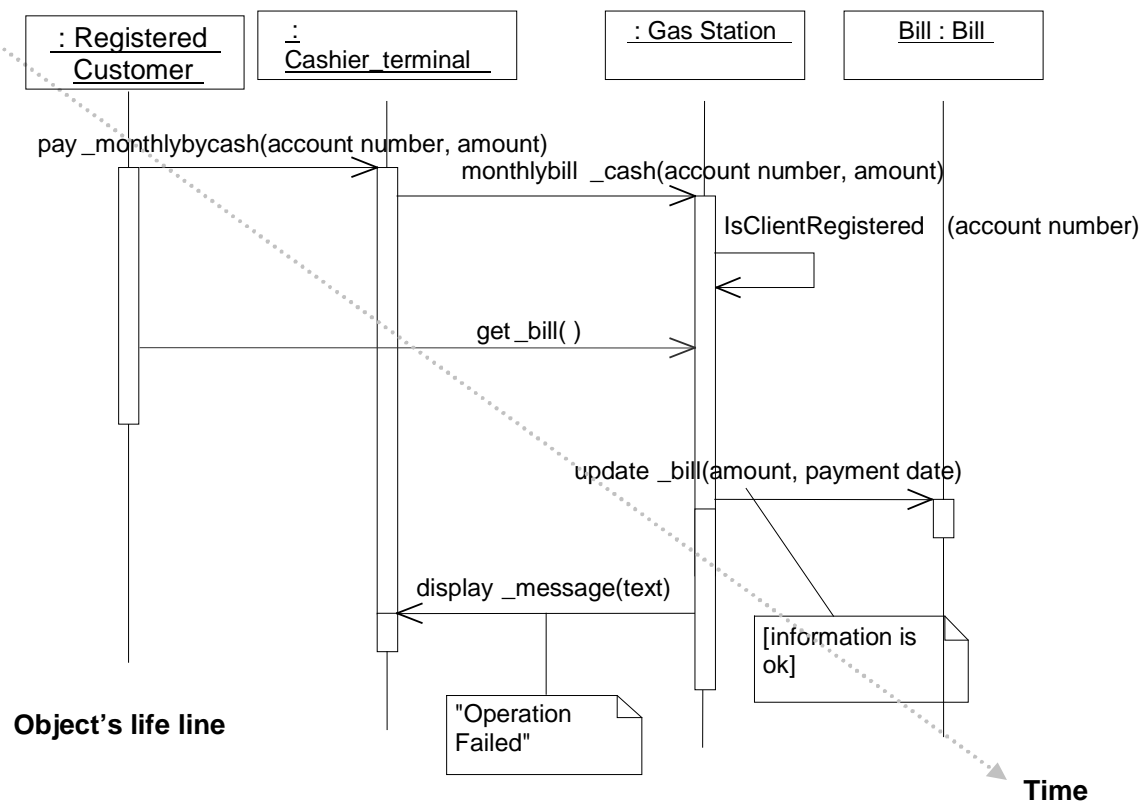 : Registered
Customer
:
Cashier_terminal
: Gas Station
Bill : Bill
pay _monthlybycash(account number, amount)
monthlybill _cash(account number, amount)
IsClientRegistered (account number)
get _bill( )
update _bill(amount, payment date)
display _message(text)
[information is
ok]
"Operation
Failed"
Object’s life line
Time